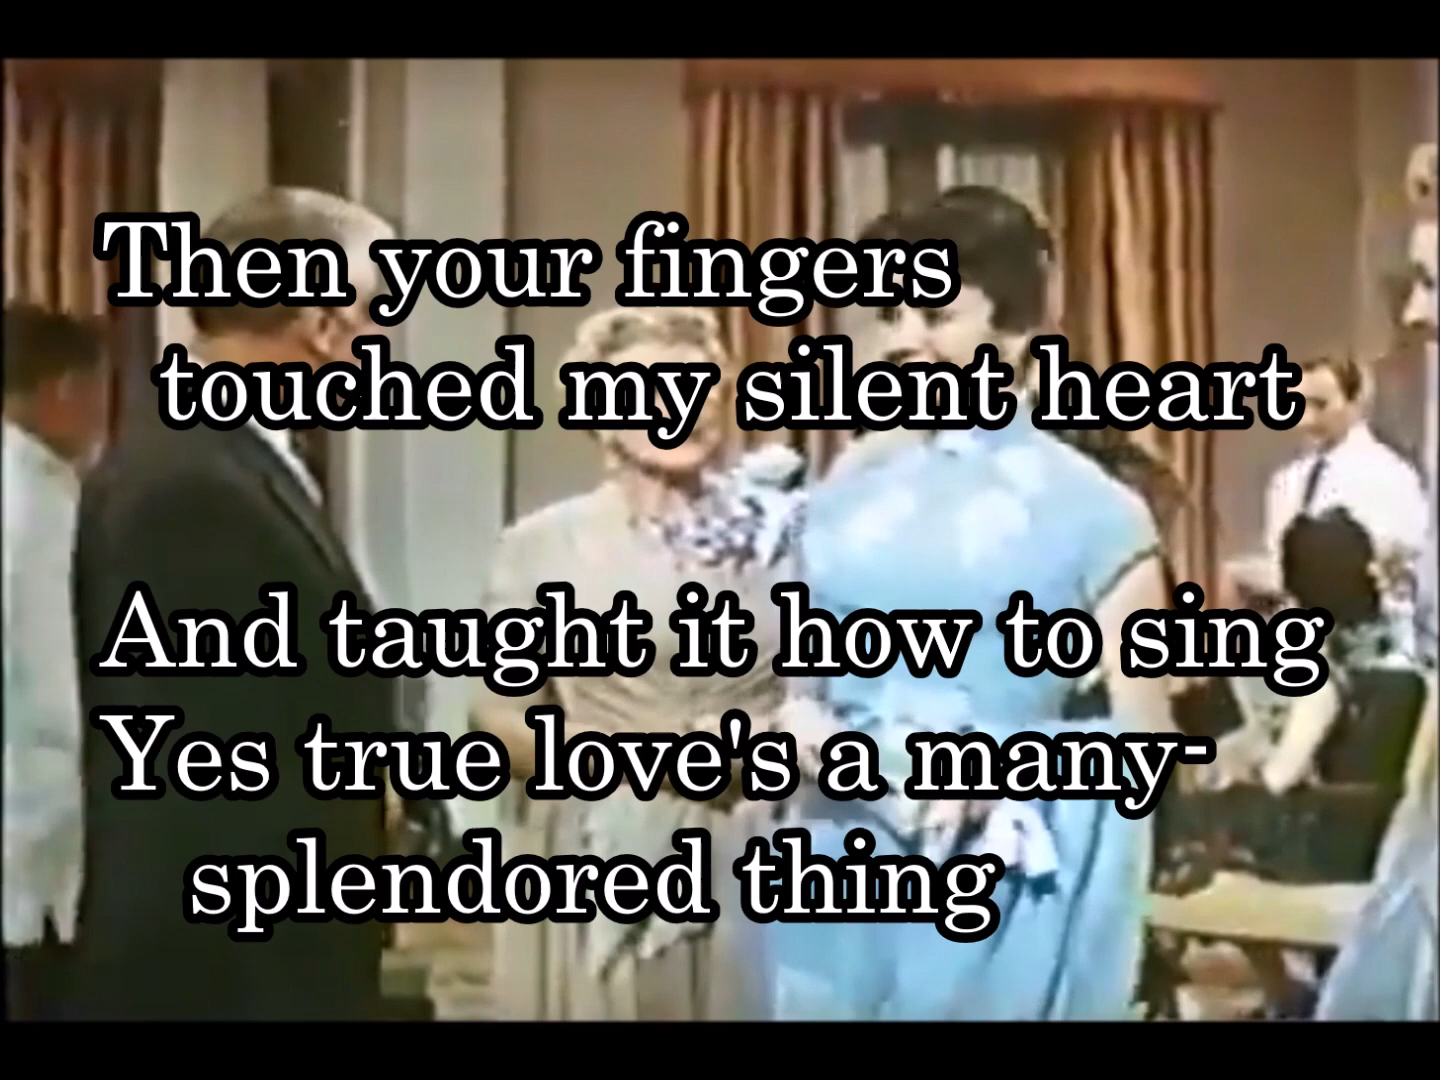 Then your fingers
touched my silent heart
And taught it how to sing
Yes true love's a many-
splendored thing